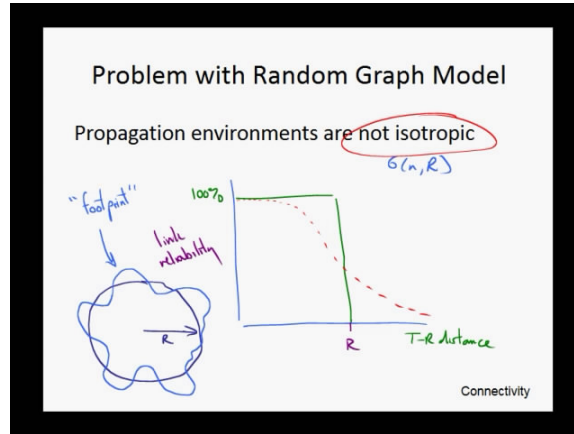 Problem with Random Graph Model
Propagation environments are not isotropic
G(n,R)
"footprint"
100%
link
reliability
R
R
T-R distance
Connectivity